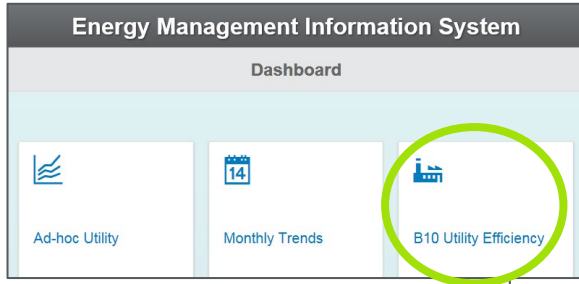 Energy Management Information System
Dashboard
14
Ad-hoc Utility
Monthly Trends
B10 Utility Efficiency